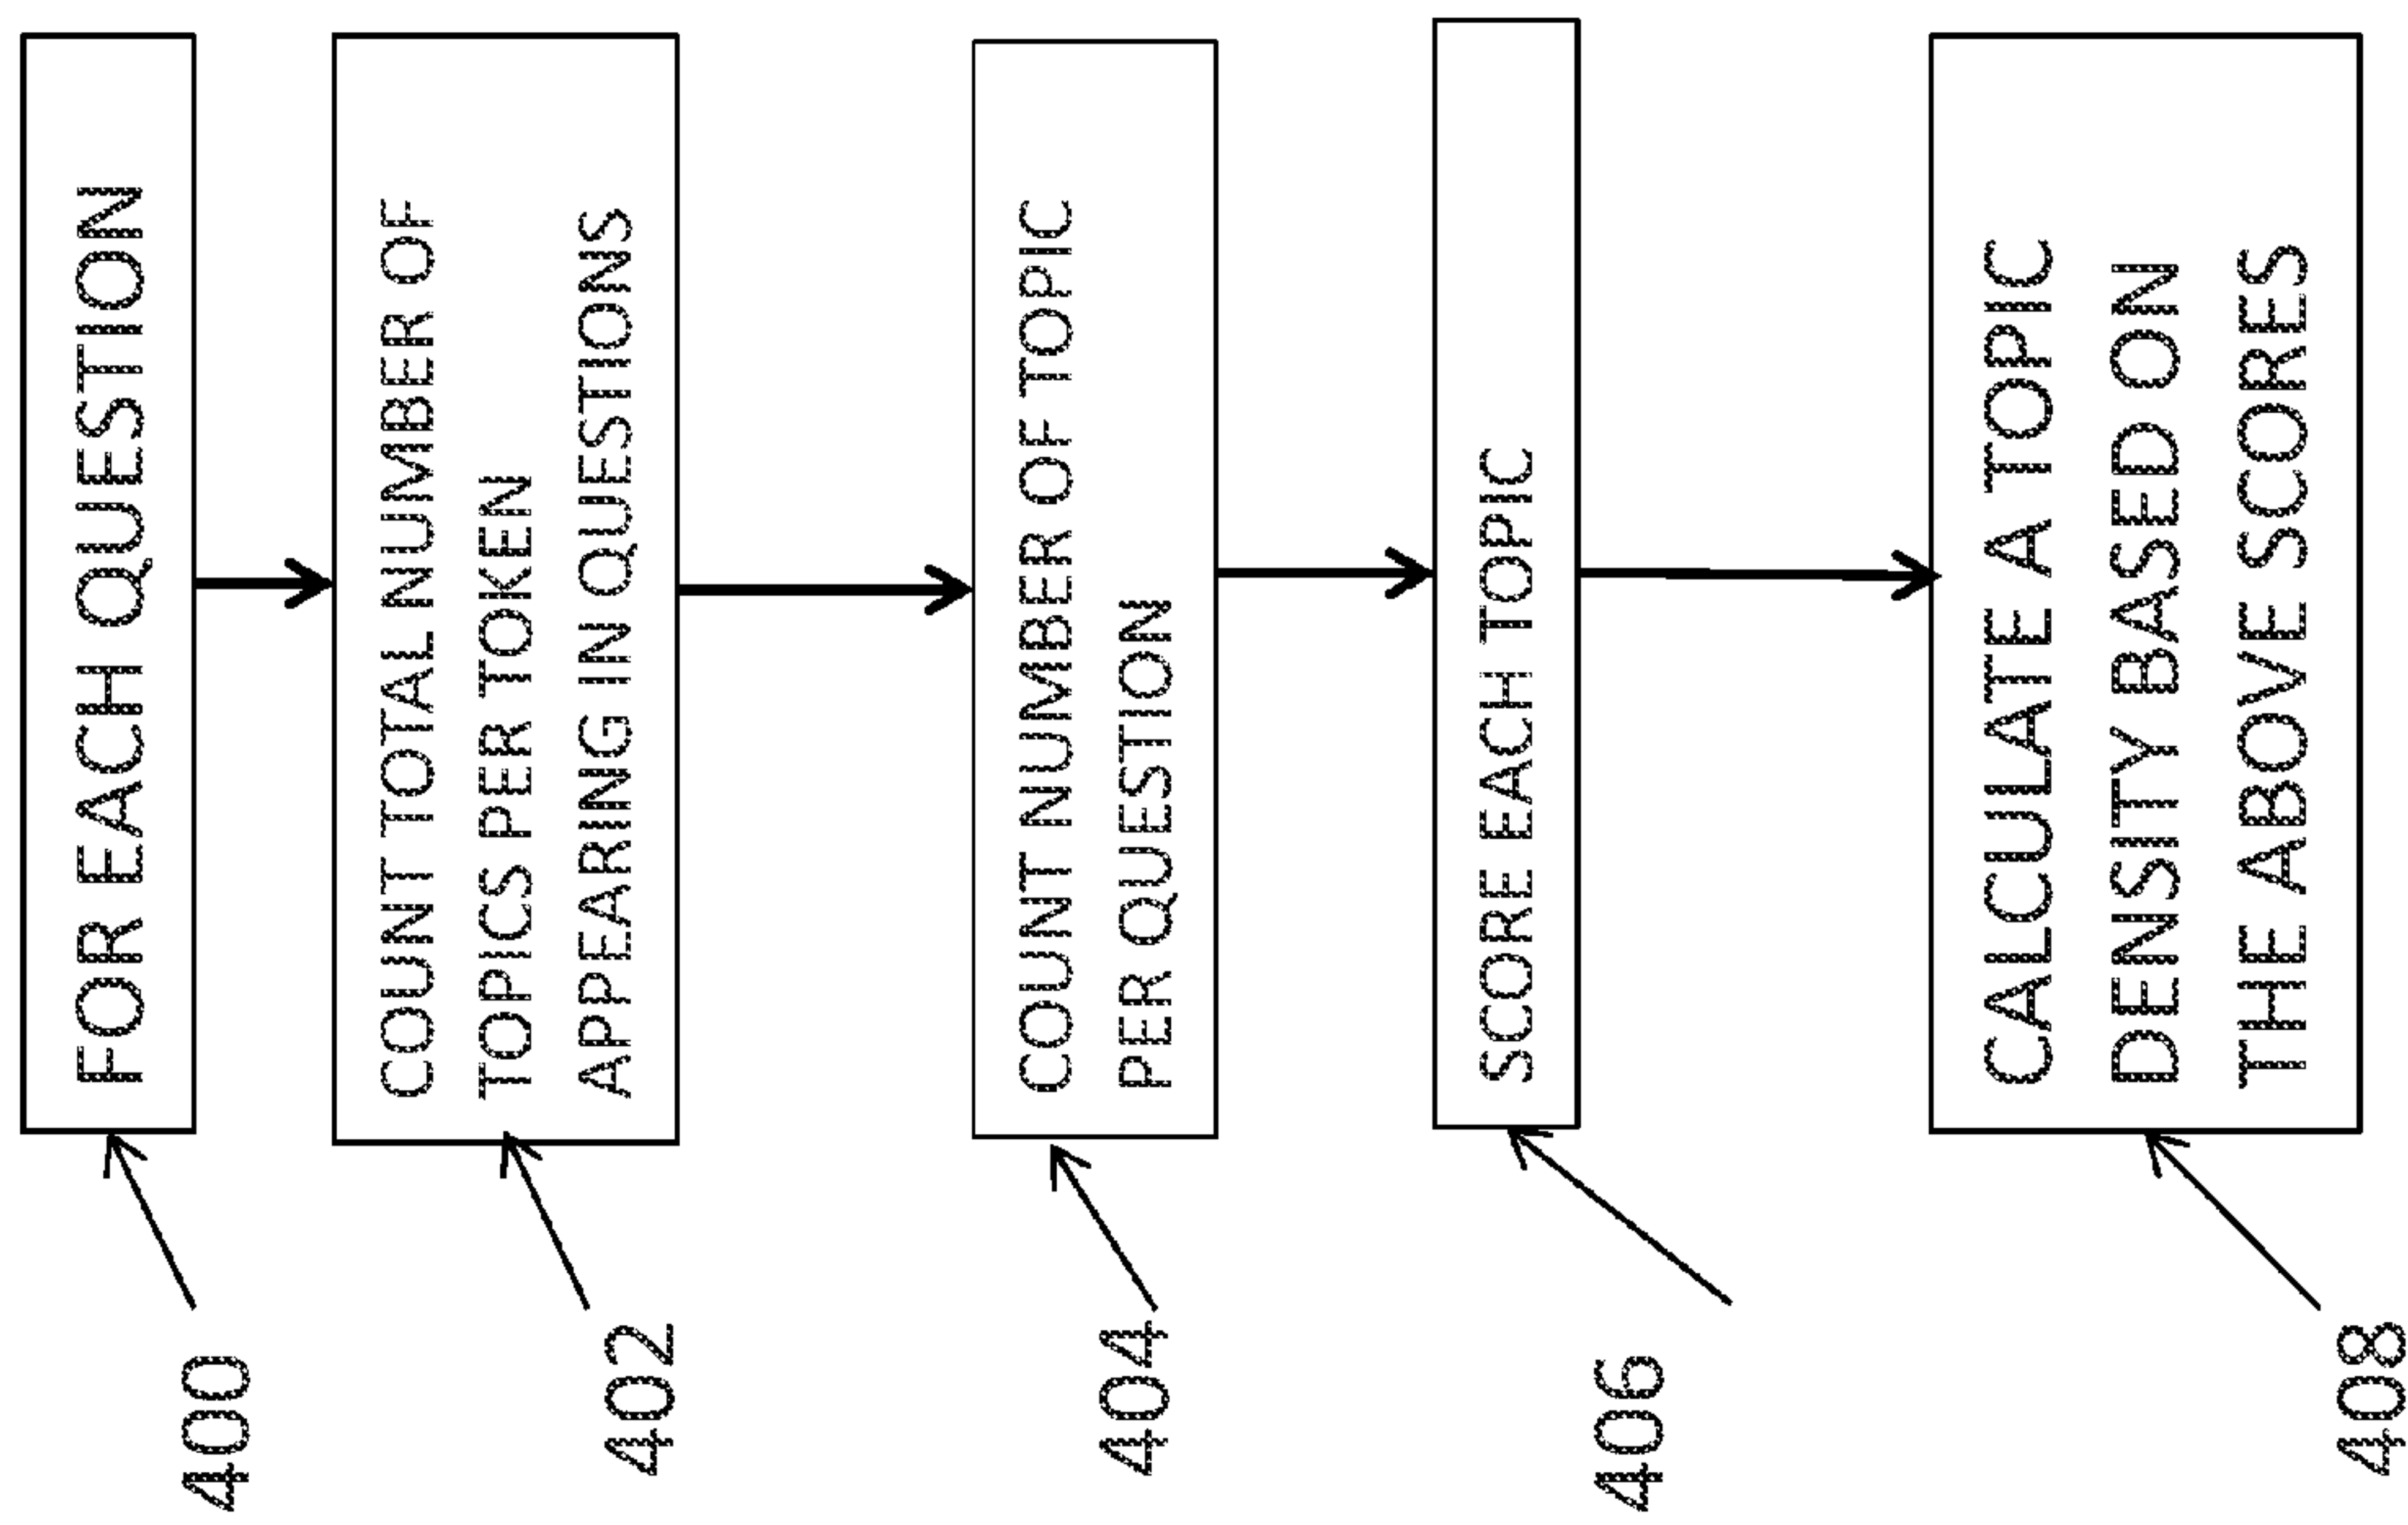 400
FOR EACH QUESTION
402
COUNT TOTAL NUMBER OF
TOPICS PER TOKEN
APPEARING IN QUESTIONS
404
COUNT NUMBER OF TOPIC
PER QUESTION
406
SCORE EACH TOPIC
408
CALCULATE A TOPIC
DENSITY BASED ON
THE ABOVE SCORES